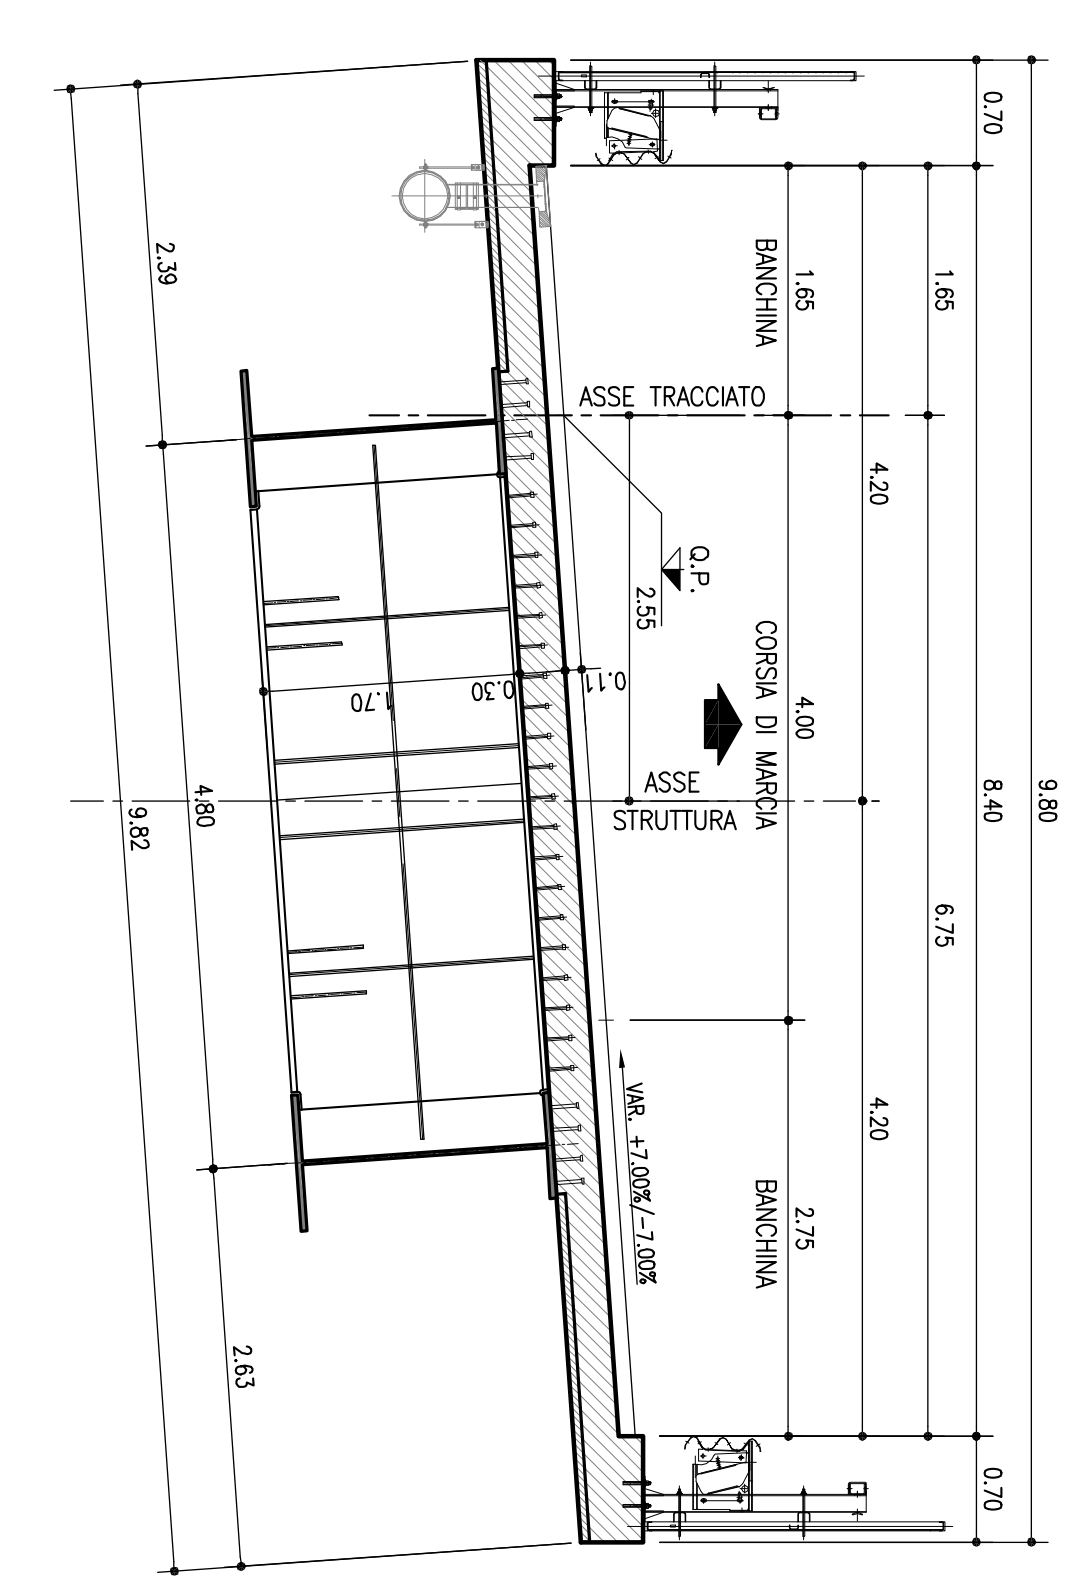 9.80
0.70
8.40
0.70
1.65
6.75
4.20
4.20
1.65
4.00
2.75
BANCHINA
CORSIA DI MARCIA
BANCHINA
ASSE TRACCIATO
Q.P.
2.55
ASSE
STRUTTURA
VAR. +7.00%/-7.00%
0.11
0.30
1.70
2.39
4.80
2.63
9.82